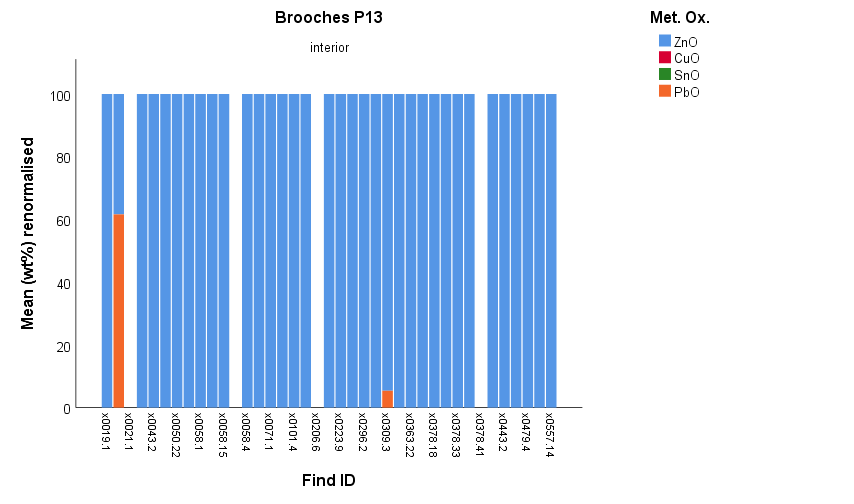 Brooches P13
interior
Met. Ox.
ZnO
CuO
SnO
PbO
Mean (wt%) renormalised
100
80
60
40
20
0
x0019.1
x0021.1
x0043.2
x0050.22
x0058.1
x0058.15
x0058.4
x0071.1
x0101.4
x0206.6
x0223.9
x0296.2
x0309.3
x0363.22
x0378.18
x0378.33
x0378.41
x0443.2
x0479.4
x0557.14
Find ID